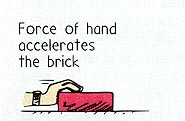 Force of hand
accelerates
the brick